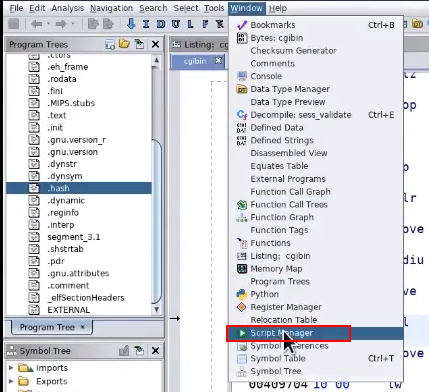 File Edit Analysis Navigation Search Select Tools Window Help
I D U L F
Program Trees
.ctors
.eh_frame
.rodata
.fini
.MIPS.stubs
.text
.init
.gnu.version_r
.gnu.version
.dynstr
.dynsym
.hash
.dynamic
.reginfo
.interp
segment_3.1
.shstrtab
.pdr
.gnu.attributes
.comment
_elfSectionHeaders
EXTERNAL
Program Tree ×
Symbol Tree
Imports
Exports
Listing: cg
cgibin
Bookmarks Ctrl+B
Bytes: cgibin
Checksum Generator
Comments
Console
Data Type Manager
Data Type Preview
Decompile: sess_validate Ctrl+E
Defined Data
Defined Strings
Disassembled View
Equates Table
External Programs
Function Call Graph
Function Call Trees
Function Graph
Function Tags
Functions
Listing: cgibin
Memory Map
Program Trees
Python
Register Manager
Relocation Table
Script Manager
Symbol References
Symbol Table Ctrl+T
Symbol Tree
lz
op
lr
ove
diu
ove
l
ove
00409704 10 00 lw